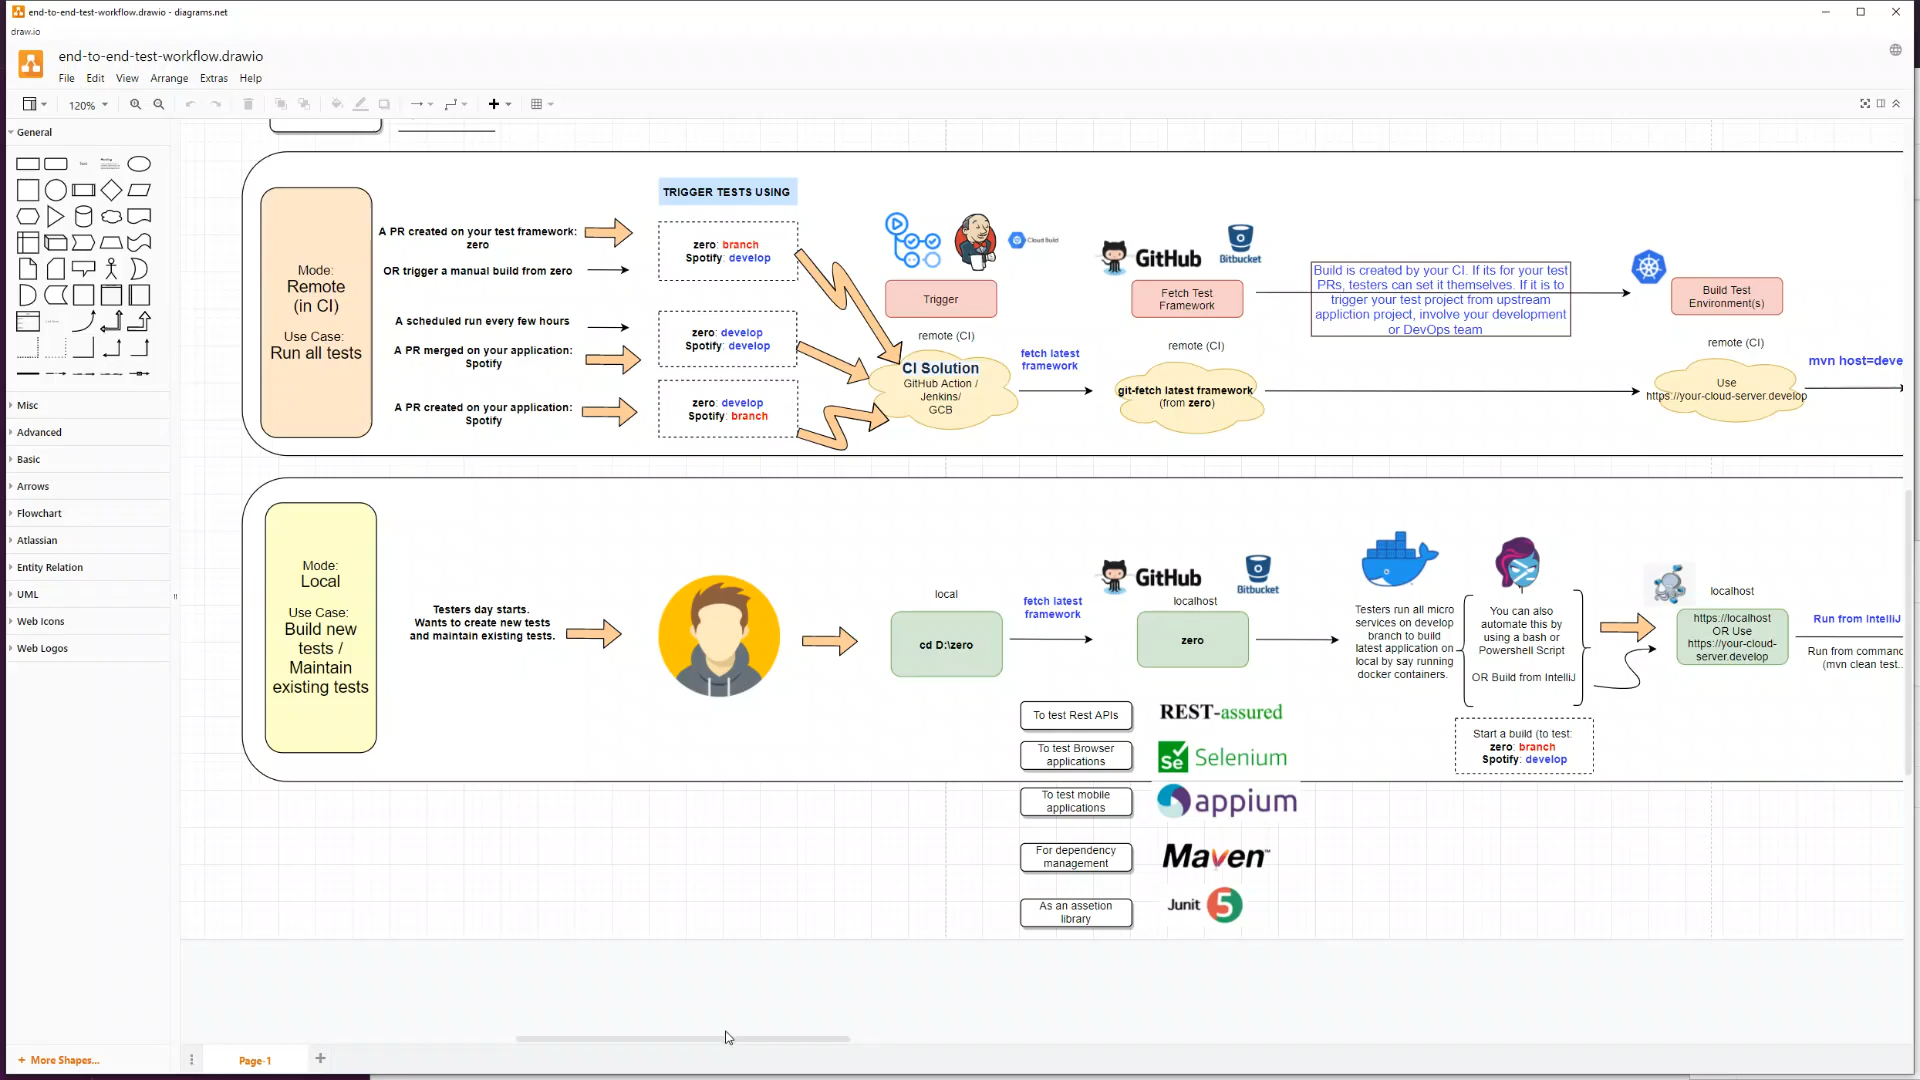 end-to-end-test-workflow.drawio - diagrams.net
draw.io
end-to-end-test-workflow.drawio
File Edit View Arrange Extras Help
120%
General
Misc
Advanced
Basic
Arrows
Flowchart
Atlassian
Entity Relation
UML
Web Icons
Web Logos
+ More Shapes...
Page-1
Mode:
Remote
(in CI)
Use Case:
Run all tests
A PR created on your test framework:
zero
OR trigger a manual build from zero
A scheduled run every few hours
A PR merged on your application:
Spotify
A PR created on your application:
Spotify
TRIGGER TESTS USING
zero: branch
Spotify: develop
zero: develop
Spotify: develop
zero: develop
Spotify: branch
Cloud Build
Trigger
remote (CI)
CI Solution
GitHub Action /
Jenkins/
GCB
fetch latest
framework
GitHub
Bitbucket
Fetch Test
Framework
remote (CI)
git-fetch latest framework
(from zero)
Build is created by your CI. If its for your test
PRs, testers can set it themselves. If it is to
trigger your test project from upstream
appliction project, involve your development
or DevOps team
Build Test
Environment(s)
remote (CI)
Use
https://your-cloud-server.develop
mvn host=deve
Mode:
Local
Use Case:
Build new
tests /
Maintain
existing tests
Testers day starts.
Wants to create new tests
and maintain existing tests.
local
cd D:\zero
fetch latest
framework
GitHub
Bitbucket
localhost
zero
Testers run all micro
services on develop
branch to build
latest application on
local by say running
docker containers.
You can also
automate this by
using a bash or
Powershell Script
OR Build from IntelliJ
Start a build (to test:
zero: branch
Spotify: develop
localhost
https://localhost
OR Use
https://your-cloud-
server.develop
Run from IntelliJ
Run from command
(mvn clean test..
To test Rest APIs
REST-assured
To test Browser
applications
Se Selenium
To test mobile
applications
appium
For dependency
management
Maven™
As an assetion
library
Junit 5